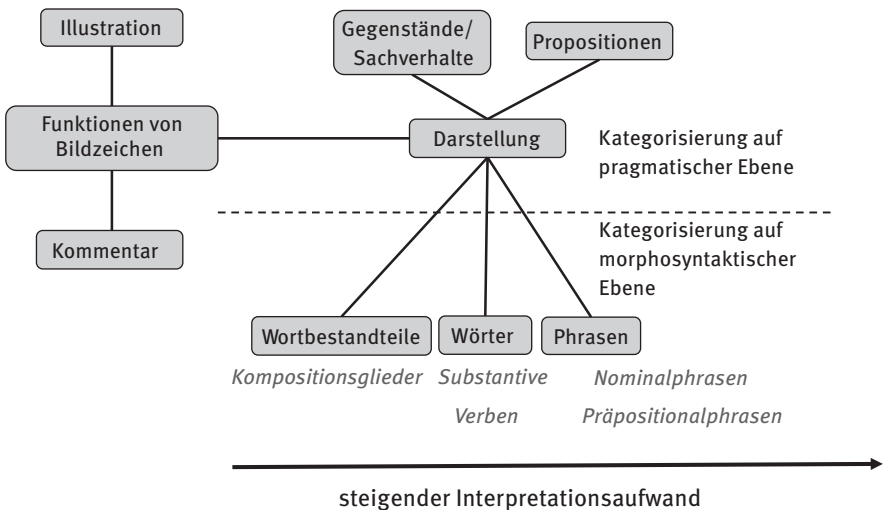 Illustration
Gegenstände/
Sachverhalte
Propositionen
Funktionen von
Bildzeichen
Darstellung
Kategorisierung auf
pragmatischer Ebene
Kommentar
Kategorisierung auf
morphosyntaktischer
Ebene
Wortbestandteile
Wörter
Phrasen
Kompositionsglieder
Substantive
Nominalphrasen
Verben
Präpositionalphrasen
steigender Interpretationsaufwand